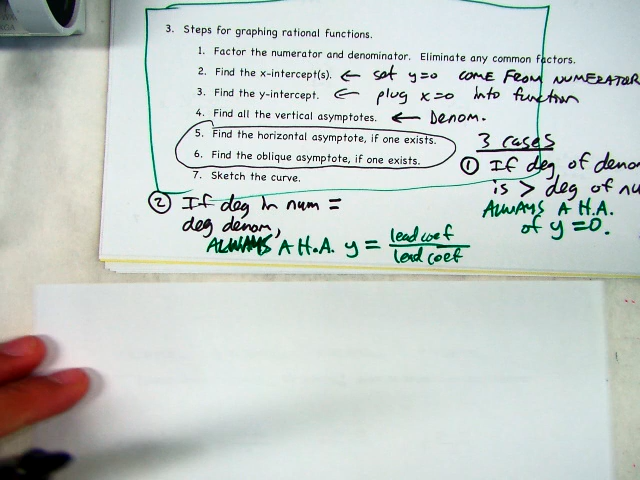 3. Steps for graphing rational functions.
1. Factor the numerator and denominator. Eliminate any common factors.
2. Find the x-intercept(s). ← set y=0 COME FROM NUMERATOR
3. Find the y-intercept. ← plug x=0 into function
4. Find all the vertical asymptotes. ← Denom.
5. Find the horizontal asymptote, if one exists.
6. Find the oblique asymptote, if one exists.
7. Sketch the curve.
3 cases
① If deg of deno
is > deg of nu
ALWAYS A H.A.
of y=0.
② If deg in num =
deg denom,
ALWAYS A H.A. y = lead coef
lead coef